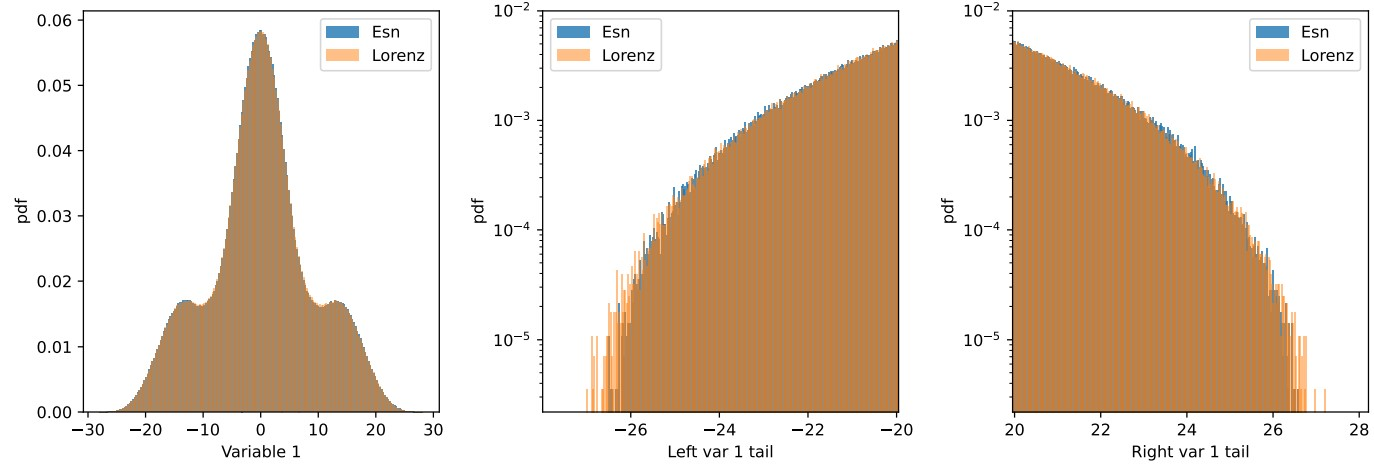 Esn
Lorenz
0.06
0.05
0.04
0.03
0.02
0.01
0.00
pdf
−30 −20 −10 0 10 20 30
Variable 1
Esn
Lorenz
10−2
10−3
10−4
10−5
pdf
−26 −24 −22 −20
Left var 1 tail
Esn
Lorenz
10−2
10−3
10−4
10−5
pdf
20 22 24 26 28
Right var 1 tail